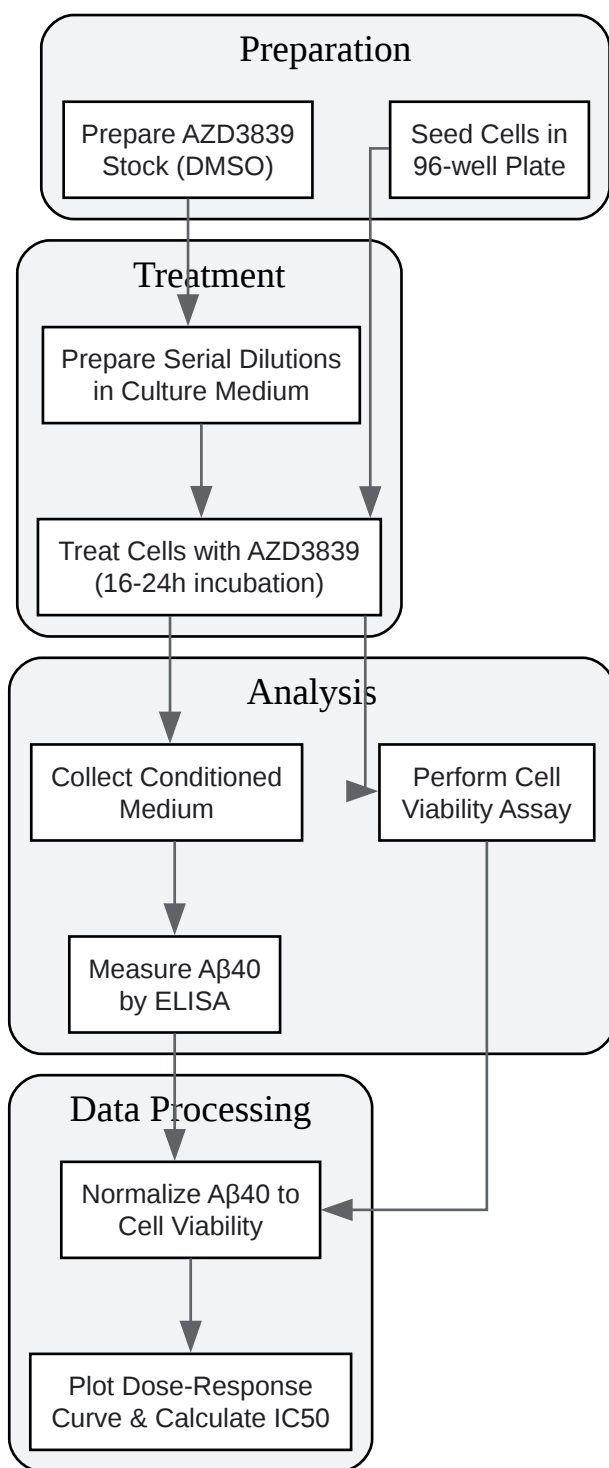 Preparation
Prepare AZD3839
Stock (DMSO)
Seed Cells in
96-well Plate
Treatment
Prepare Serial Dilutions
in Culture Medium
Treat Cells with AZD3839
(16-24h incubation)
Analysis
Collect Conditioned
Medium
Perform Cell
Viability Assay
Measure Aβ40
by ELISA
Data Processing
Normalize Aβ40 to
Cell Viability
Plot Dose-Response
Curve & Calculate IC50